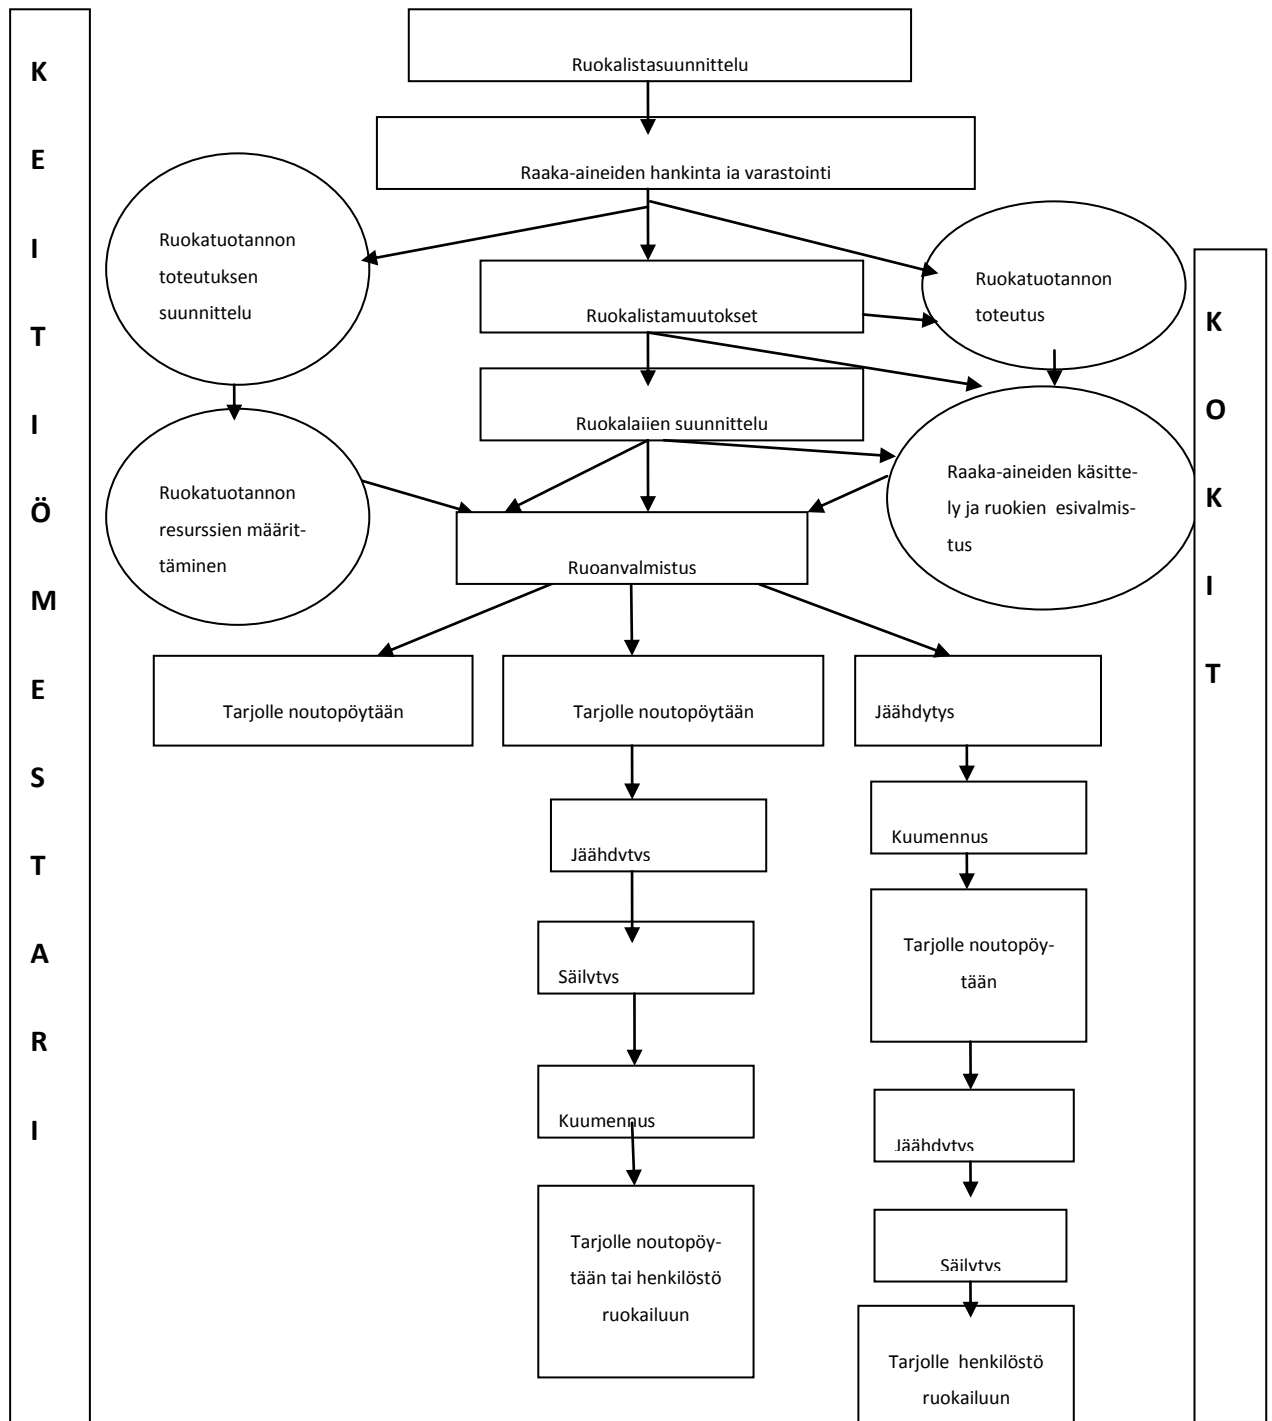 KEITIÖMESTARI
Ruokalistasuunnittelu
Raaka-aineiden hankinta ja varastointi
Ruokatuotannon
toteutuksen
suunnittelu
Ruokalistamuutokset
Ruokatuotannon
toteutus
KOKIT
Ruokalajien suunnittelu
Ruokatuotannon
resurssien määrit-
täminen
Raaka-aineiden käsitte-
ly ja ruokien esivalmis-
tus
Ruoanvalmistus
Tarjolle noutopöytään
Tarjolle noutopöytään
Jäähdytys
Jäähdytys
Kuumennus
Säilytys
Tarjolle noutopöy-
tään
Kuumennus
Jäähdytys
Tarjolle noutopöy-
tään tai henkilöstö
ruokailuun
Säilytys
Tarjolle henkilöstö
ruokailuun